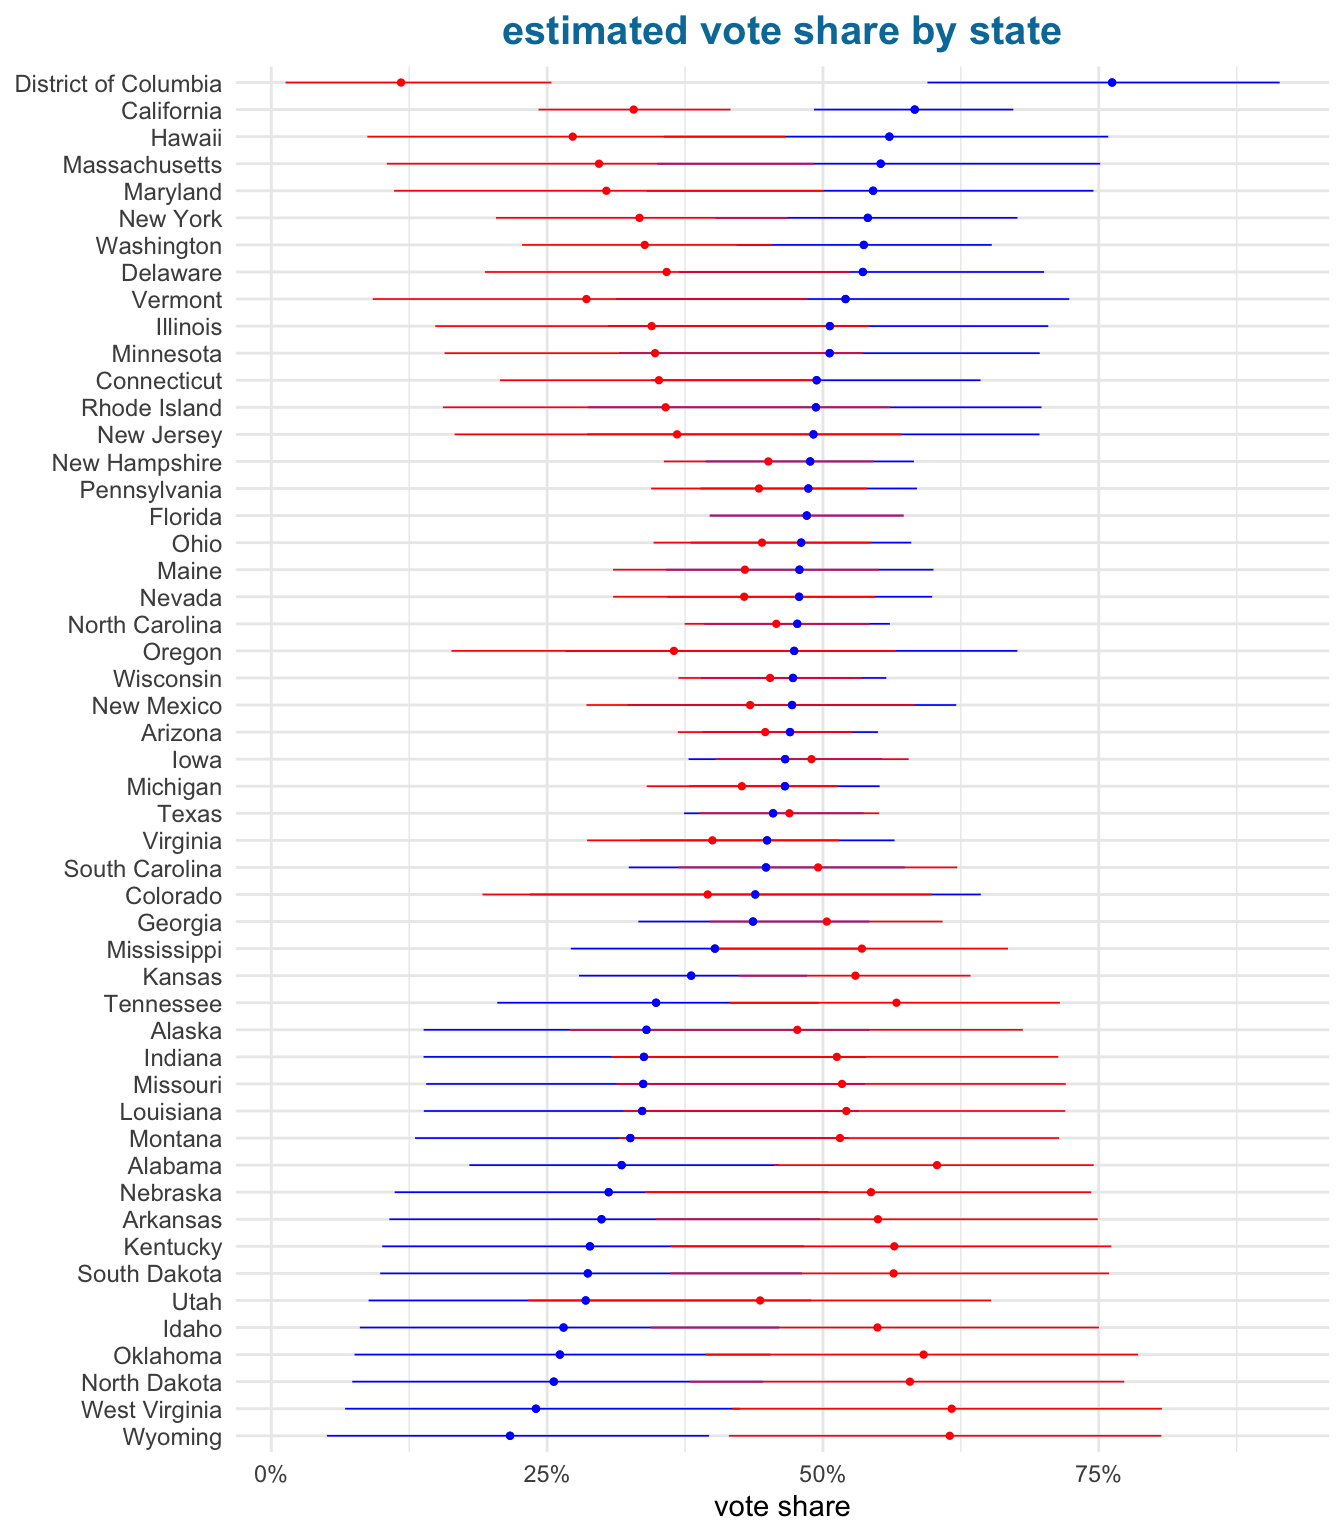 estimated vote share by state
District of Columbia
California
Hawaii
Massachusetts
Maryland
New York
Washington
Delaware
Vermont
Illinois
Minnesota
Connecticut
Rhode Island
New Jersey
New Hampshire
Pennsylvania
Florida
Ohio
Maine
Nevada
North Carolina
Oregon
Wisconsin
New Mexico
Arizona
Iowa
Michigan
Texas
Virginia
South Carolina
Colorado
Georgia
Mississippi
Kansas
Tennessee
Alaska
Indiana
Missouri
Louisiana
Montana
Alabama
Nebraska
Arkansas
Kentucky
South Dakota
Utah
Idaho
Oklahoma
North Dakota
West Virginia
Wyoming
0% 25% 50% 75%
vote share